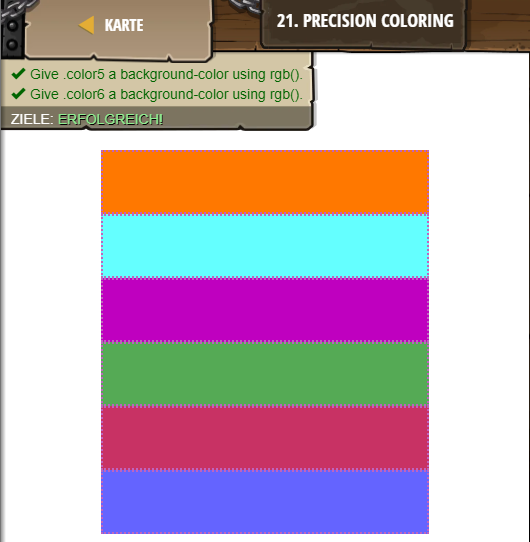 KARTE
21. PRECISION COLORING
Give .color5 a background-color using rgb().
Give .color6 a background-color using rgb().
ZIELE: ERFOLGREICH!